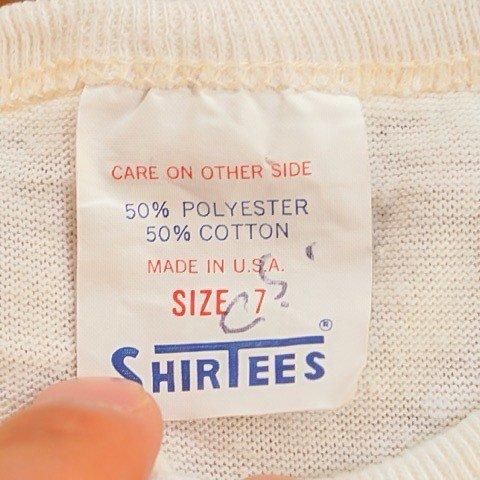 CARE ON OTHER SIDE
50% POLYESTER
50% COTTON
MADE IN U.S.A.
SIZE 7
SHIRTEES®